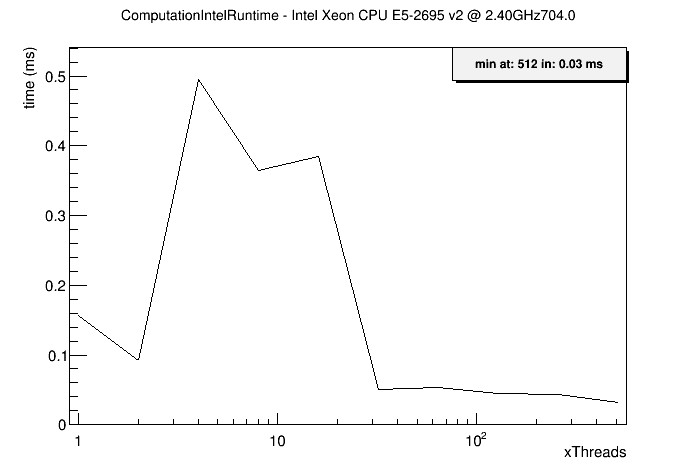 ComputationIntelRuntime - Intel Xeon CPU E5-2695 v2 @ 2.40GHz704.0
time (ms)
min at: 512 in: 0.03 ms
0.5
0.4
0.3
0.2
0.1
0
1 10 10²
xThreads